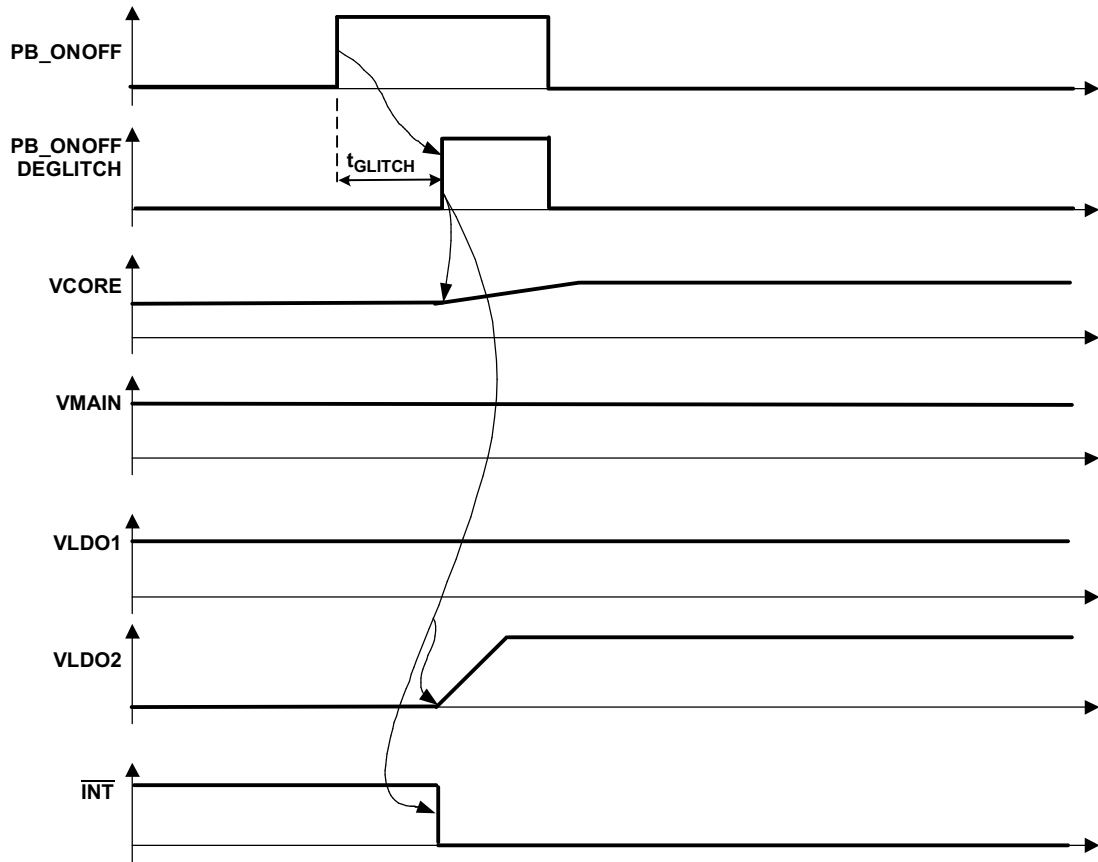 PB_ONOFF
PB_ONOFF
DEGLITCH
tGLITCH
VCORE
VMAIN
VLDO1
VLDO2
INT